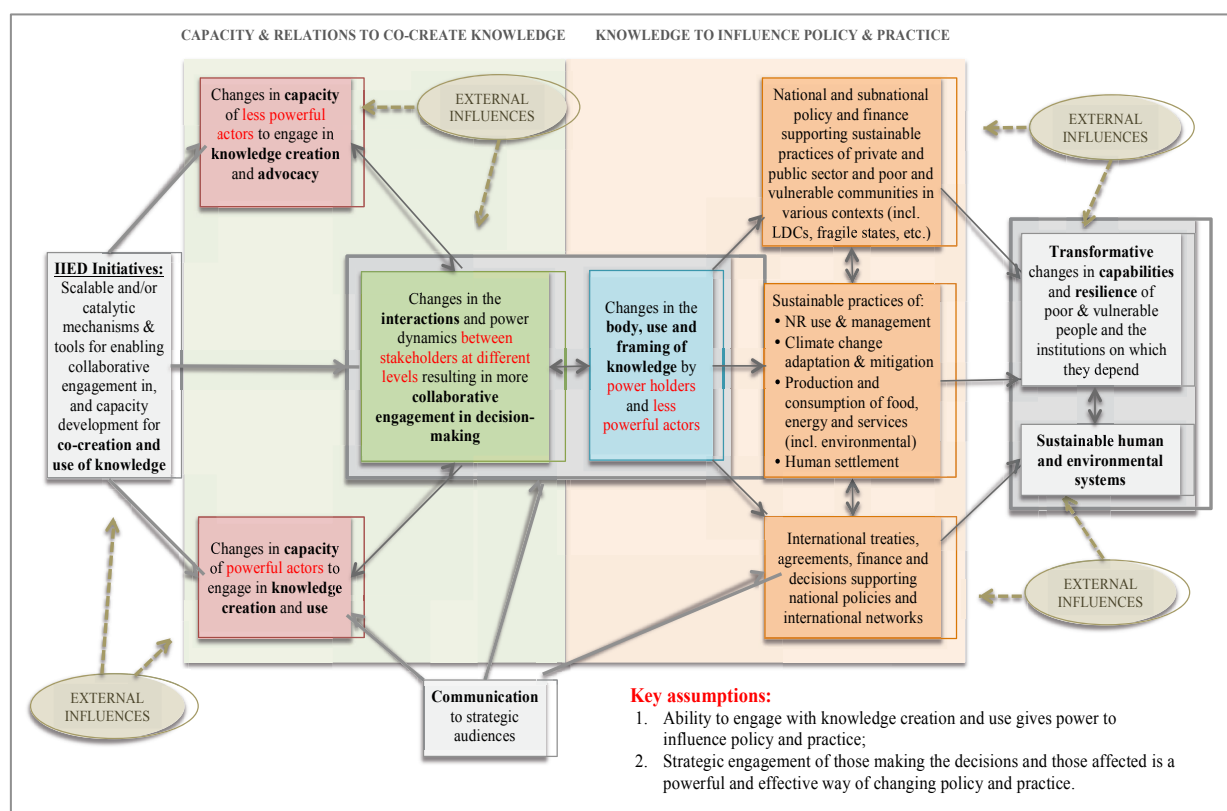 CAPACITY & RELATIONS TO CO-CREATE KNOWLEDGE
KNOWLEDGE TO INFLUENCE POLICY & PRACTICE
Changes in capacity
of less powerful
actors to engage in
knowledge creation
and advocacy
EXTERNAL
INFLUENCES
National and subnational
policy and finance
supporting sustainable
practices of private and
public sector and poor and
vulnerable communities in
various contexts (incl.
LDCs, fragile states, etc.)
EXTERNAL
INFLUENCES
IIED Initiatives:
Scalable and/or
catalytic
mechanisms &
tools for enabling
collaborative
engagement in,
and capacity
development for
co-creation and
use of knowledge
Changes in the
interactions and power
dynamics between
stakeholders at different
levels resulting in more
collaborative
engagement in decision-
making
Changes in the
body, use and
framing of
knowledge by
power holders
and less
powerful actors
Sustainable practices of:
• NR use & management
• Climate change
adaptation & mitigation
• Production and
consumption of food,
energy and services
(incl. environmental)
• Human settlement
Transformative
changes in capabilities
and resilience of
poor & vulnerable
people and the
institutions on which
they depend
Sustainable human
and environmental
systems
Changes in capacity
of powerful actors to
engage in knowledge
creation and use
International treaties,
agreements, finance and
decisions supporting
national policies and
international networks
EXTERNAL
INFLUENCES
EXTERNAL
INFLUENCES
Communication
to strategic
audiences
Key assumptions:
1. Ability to engage with knowledge creation and use gives power to
influence policy and practice;
2. Strategic engagement of those making the decisions and those affected is a
powerful and effective way of changing policy and practice.